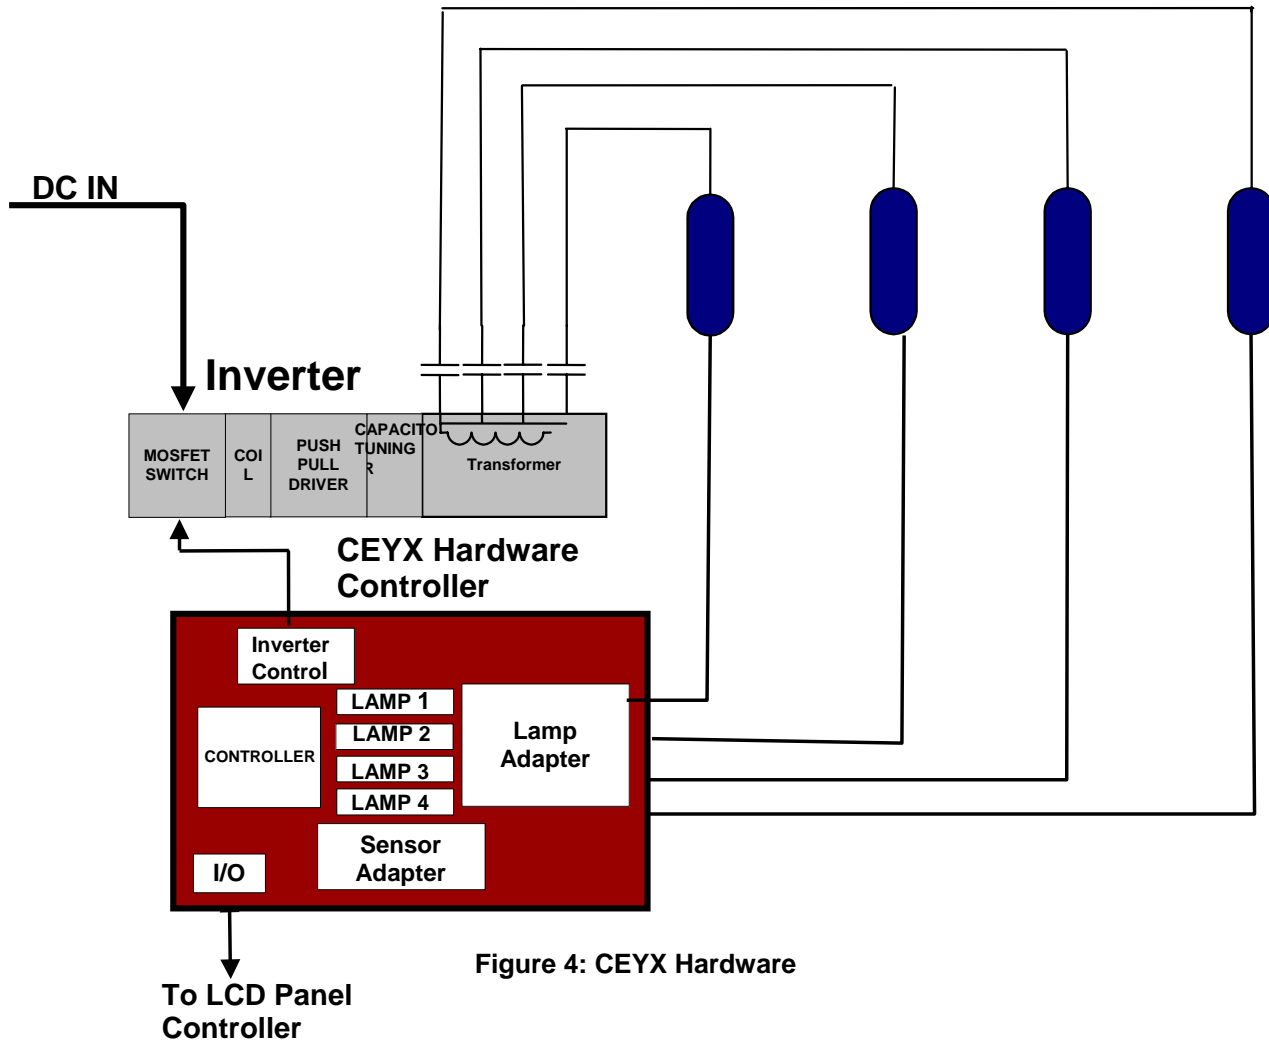 DC IN
Inverter
MOSFET
SWITCH
COI
L
PUSH
PULL
DRIVER
CAPACITO
TUNING
R
Transformer
CEYX Hardware
Controller
Inverter
Control
LAMP 1
LAMP 2
LAMP 3
LAMP 4
CONTROLLER
Lamp
Adapter
Sensor
Adapter
I/O
Figure 4: CEYX Hardware
To LCD Panel
Controller